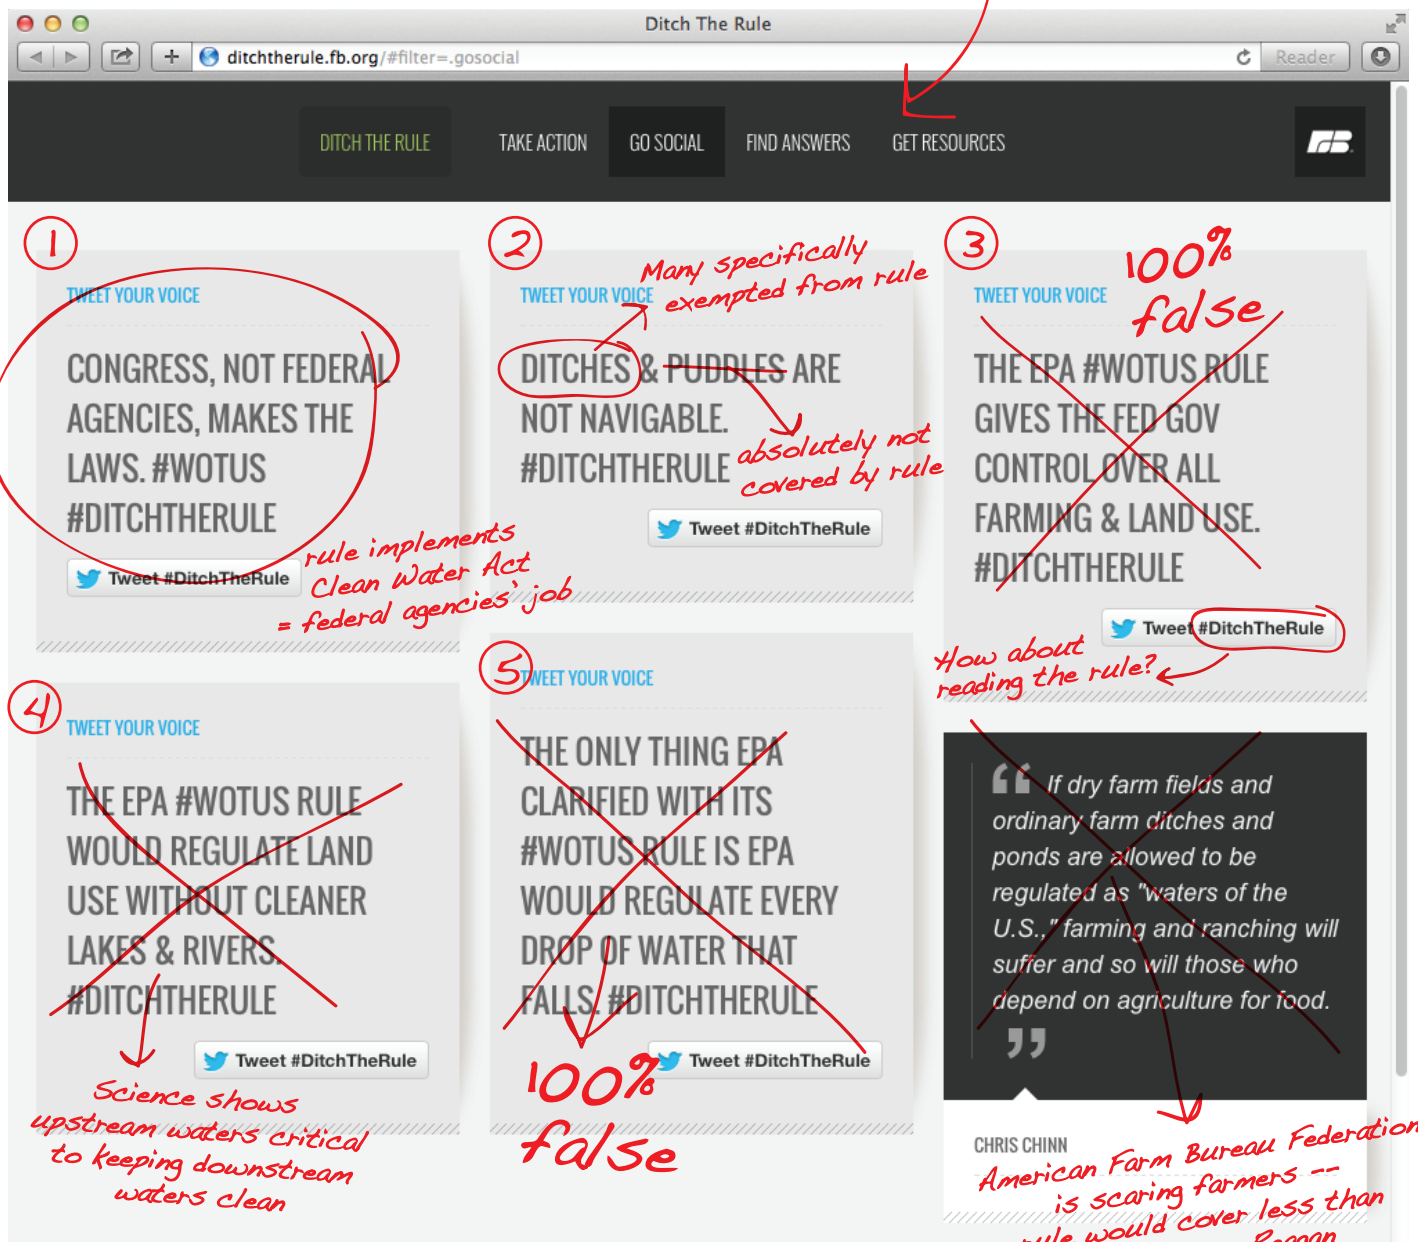 Ditch The Rule
ditchtherule.fb.org/#filter=.gosocial
Reader
DITCH THE RULE
TAKE ACTION
GO SOCIAL
FIND ANSWERS
GET RESOURCES
1
TWEET YOUR VOICE
CONGRESS, NOT FEDERAL
AGENCIES, MAKES THE
LAWS. #WOTUS
#DITCHTHERULE
Tweet #DitchTheRule
rule implements
Clean Water Act
= federal agencies' job
2
TWEET YOUR VOICE
Many specifically
exempted from rule
DITCHES & PUDDLES ARE
NOT NAVIGABLE.
#DITCHTHERULE
absolutely not
covered by rule
Tweet #DitchTheRule
3
TWEET YOUR VOICE
100%
false
THE EPA #WOTUS RULE
GIVES THE FED GOV
CONTROL OVER ALL
FARMING & LAND USE.
#DITCHTHERULE
Tweet #DitchTheRule
How about
reading the rule?
4
TWEET YOUR VOICE
THE EPA #WOTUS RULE
WOULD REGULATE LAND
USE WITHOUT CLEANER
LAKES & RIVERS.
#DITCHTHERULE
Tweet #DitchTheRule
Science shows
upstream waters critical
to keeping downstream
waters clean
5
TWEET YOUR VOICE
THE ONLY THING EPA
CLARIFIED WITH ITS
#WOTUS RULE IS EPA
WOULD REGULATE EVERY
DROP OF WATER THAT
FALLS. #DITCHTHERULE
Tweet #DitchTheRule
100%
false
“ If dry farm fields and
ordinary farm ditches and
ponds are allowed to be
regulated as "waters of the
U.S.," farming and ranching will
suffer and so will those who
depend on agriculture for food.
”
CHRIS CHINN
American Farm Bureau Federation
is scaring farmers --
rule would cover less than
Reagan